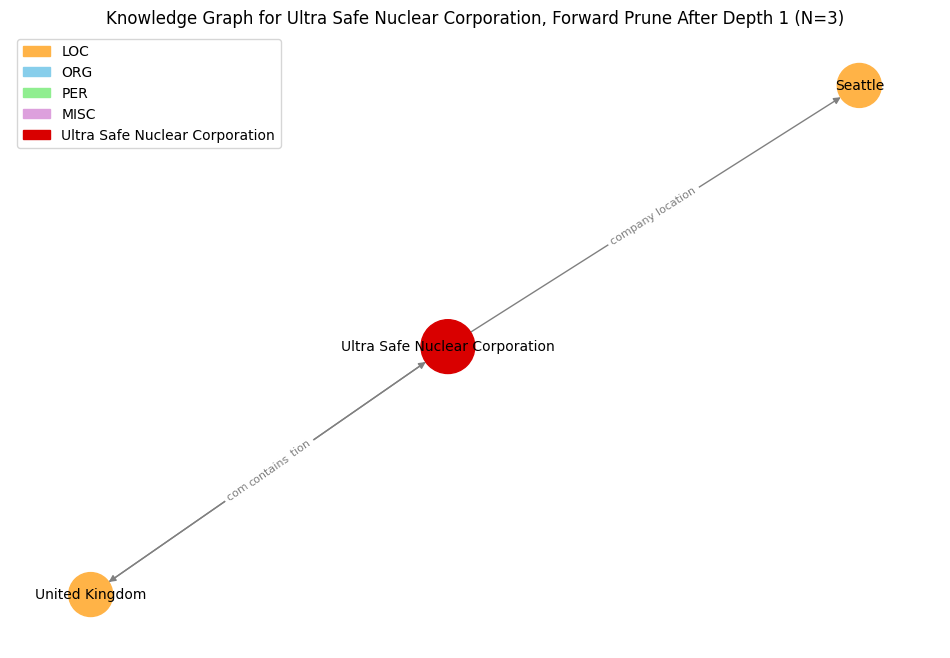 Knowledge Graph for Ultra Safe Nuclear Corporation, Forward Prune After Depth 1 (N=3)
LOC
ORG
PER
MISC
Ultra Safe Nuclear Corporation
Seattle
company location
Ultra Safe Nuclear Corporation
com contains tion
United Kingdom